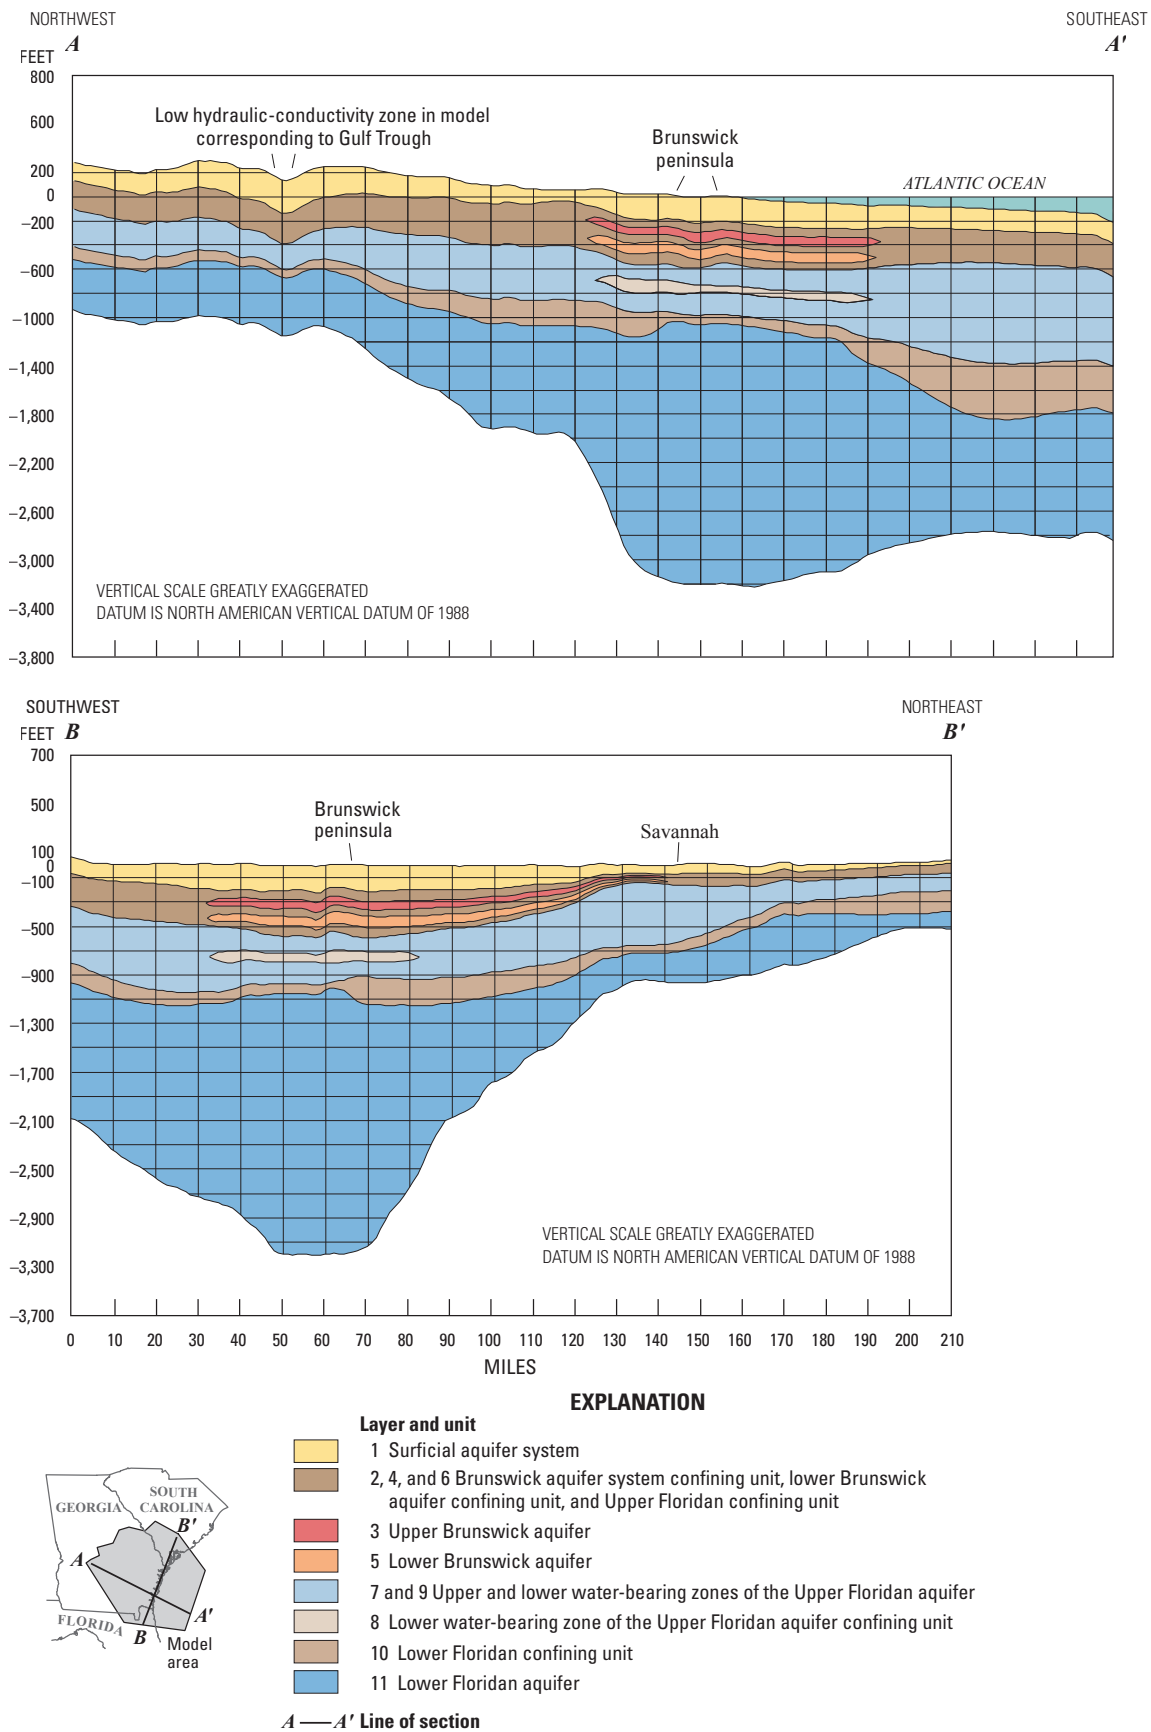 NORTHWEST
SOUTHEAST
A
A'
FEET
800
600
200
0
–200
–600
–1000
–1,400
–1,800
–2,200
–2,600
–3,000
–3,400
–3,800
Low hydraulic-conductivity zone in model
corresponding to Gulf Trough
Brunswick
peninsula
ATLANTIC OCEAN
VERTICAL SCALE GREATLY EXAGGERATED
DATUM IS NORTH AMERICAN VERTICAL DATUM OF 1988
SOUTHWEST
NORTHEAST
FEET B
B'
700
500
100
0
–100
–500
–900
–1,300
–1,700
–2,100
–2,500
–2,900
–3,300
–3,700
Brunswick
peninsula
Savannah
VERTICAL SCALE GREATLY EXAGGERATED
DATUM IS NORTH AMERICAN VERTICAL DATUM OF 1988
0 10 20 30 40 50 60 70 80 90 100 110 120 130 140 150 160 170 180 190 200 210
MILES
EXPLANATION
Layer and unit
1 Surficial aquifer system
2, 4, and 6 Brunswick aquifer system confining unit, lower Brunswick
aquifer confining unit, and Upper Floridan confining unit
3 Upper Brunswick aquifer
5 Lower Brunswick aquifer
7 and 9 Upper and lower water-bearing zones of the Upper Floridan aquifer
8 Lower water-bearing zone of the Upper Floridan aquifer confining unit
10 Lower Floridan confining unit
11 Lower Floridan aquifer
A — A' Line of section
GEORGIA
SOUTH
CAROLINA
B'
A
A'
FLORIDA
B
Model
area